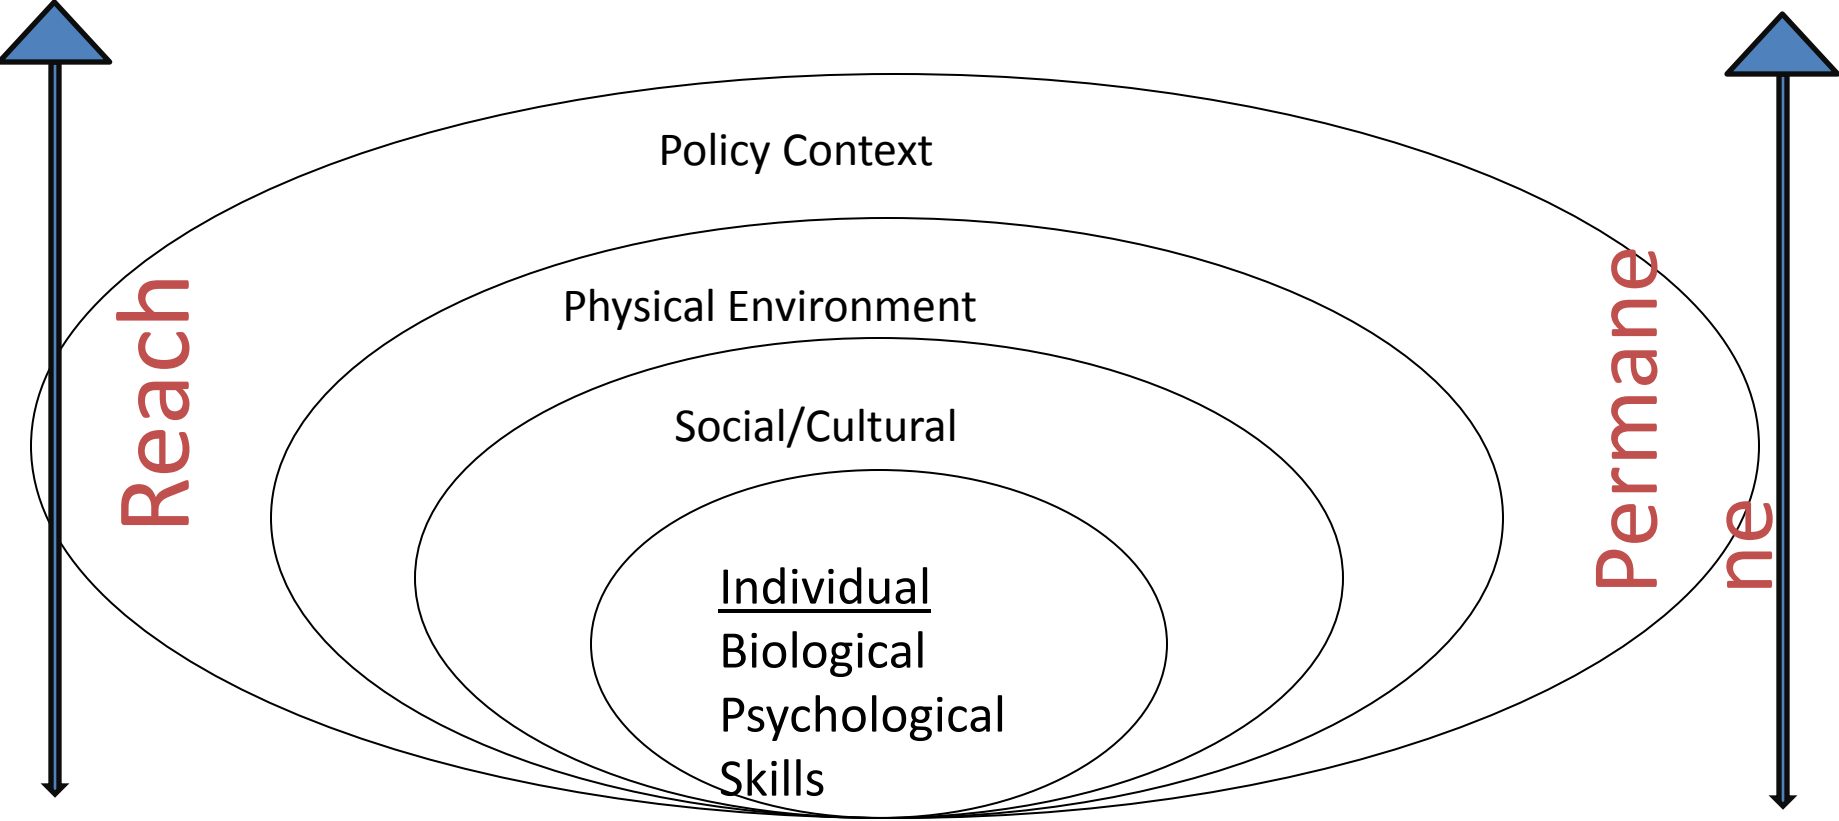 Policy Context
Physical Environment
Social/Cultural
Individual
Biological
Psychological
Skills
Reach
Permane
ne